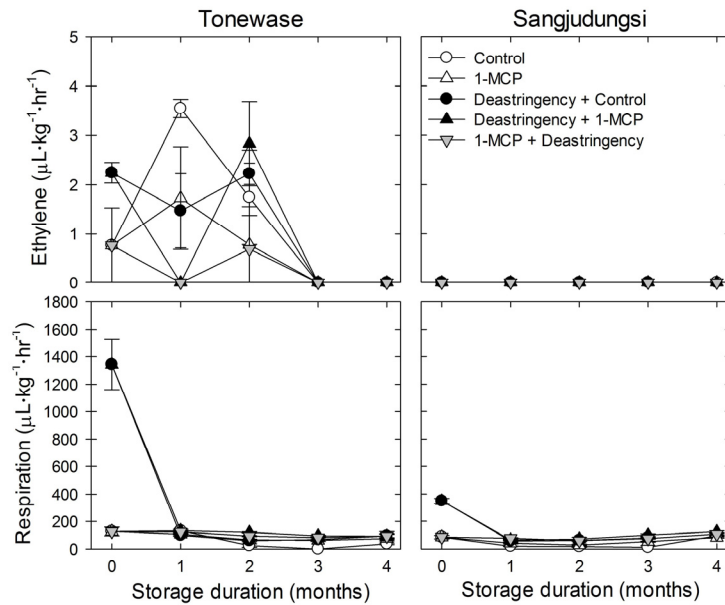 Tonewase
Sangjudungsi
Ethylene (μL·kg⁻¹·hr⁻¹)
5
4
3
2
1
0
Control
1-MCP
Deastringency + Control
Deastringency + 1-MCP
1-MCP + Deastringency
Respiration (μL·kg⁻¹·hr⁻¹)
1800
1600
1400
1200
1000
800
600
400
200
0
0 1 2 3 4
0 1 2 3 4
Storage duration (months)
Storage duration (months)